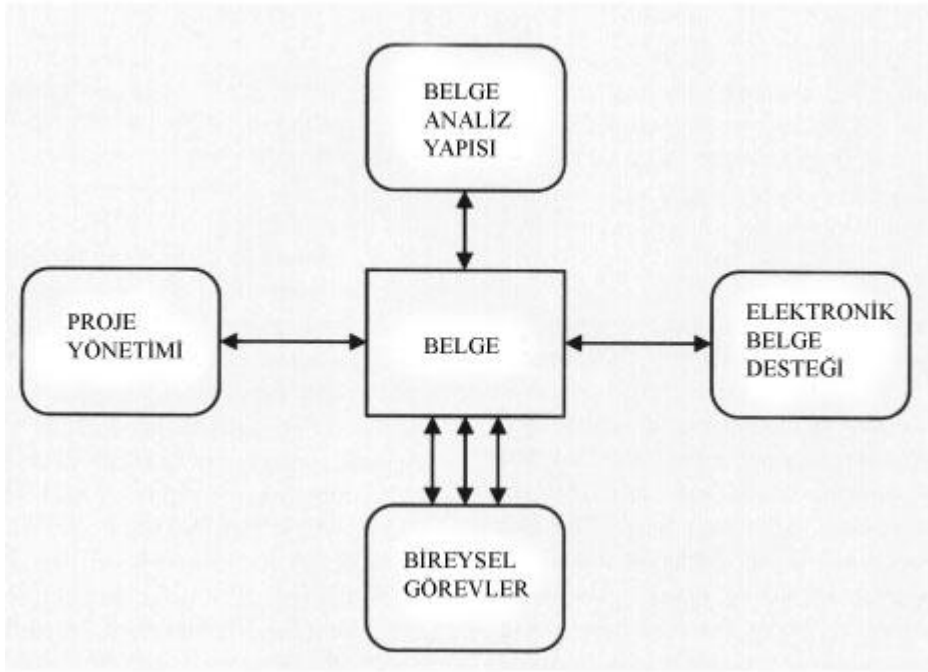 BELGE
ANALİZ
YAPISI
PROJE
YÖNETİMİ
BELGE
ELEKTRONİK
BELGE
DESTEĞİ
BİREYSEL
GÖREVLER